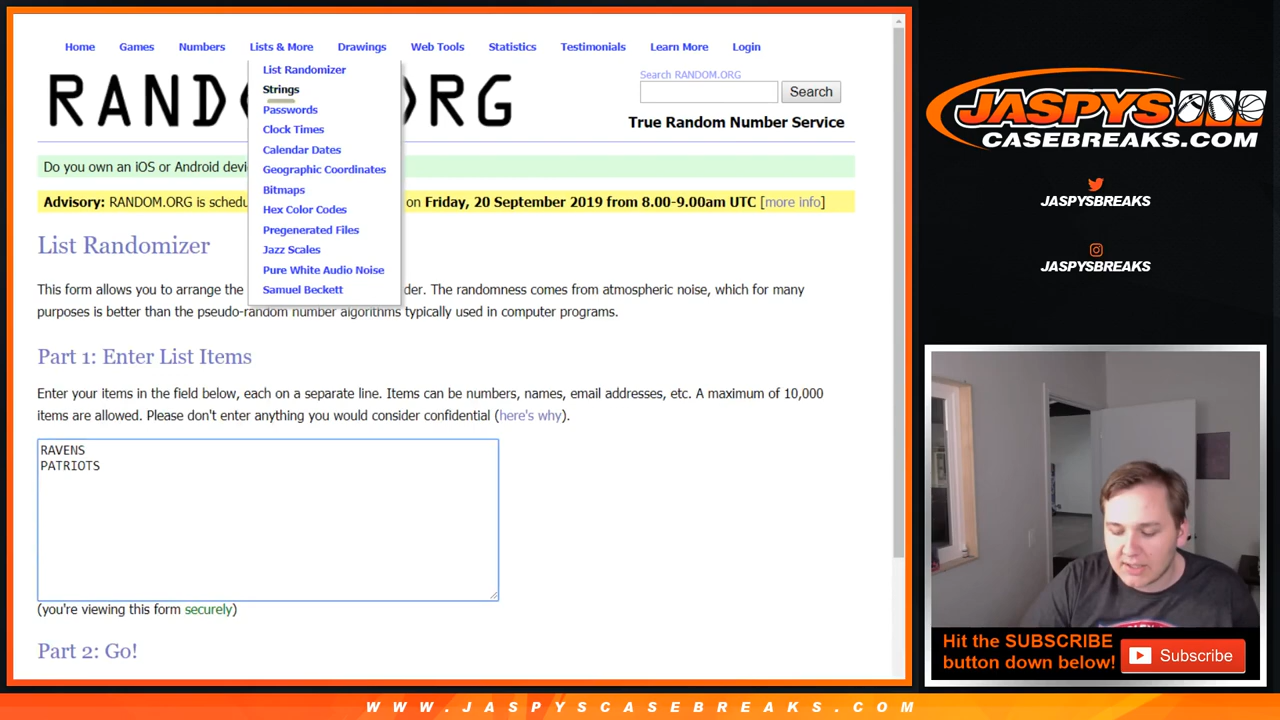 Home Games Numbers Lists & More Drawings Web Tools Statistics Testimonials Learn More Login
List Randomizer
Strings
Passwords
Clock Times
Calendar Dates
Geographic Coordinates
Bitmaps
Hex Color Codes
Pregenerated Files
Jazz Scales
Pure White Audio Noise
Samuel Beckett
RAND ORG
Search RANDOM.ORG
Search
True Random Number Service
Do you own an iOS or Android devi
Advisory: RANDOM.ORG is schedu on Friday, 20 September 2019 from 8.00-9.00am UTC [more info]
List Randomizer
This form allows you to arrange the der. The randomness comes from atmospheric noise, which for many
purposes is better than the pseudo-random number algorithms typically used in computer programs.
Part 1: Enter List Items
Enter your items in the field below, each on a separate line. Items can be numbers, names, email addresses, etc. A maximum of 10,000
items are allowed. Please don't enter anything you would consider confidential (here's why).
RAVENS
PATRIOTS
(you're viewing this form securely)
Part 2: Go!
JASPYS
CASEBREAKS.COM
JASPYSBREAKS
JASPYSBREAKS
Hit the SUBSCRIBE
button down below!
Subscribe
WWW.JASPYSCASEBREAKS.COM